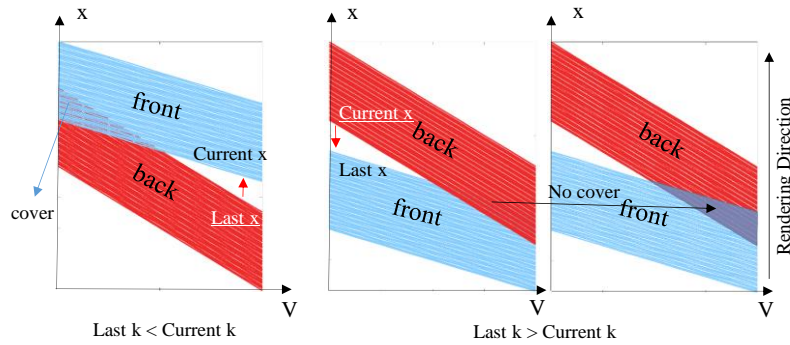 x
front
back
Current x
Last x
cover
V
Last k < Current k
x
Current x
back
Last x
front
V
Last k > Current k
back
No cover
front
V
Rendering Direction